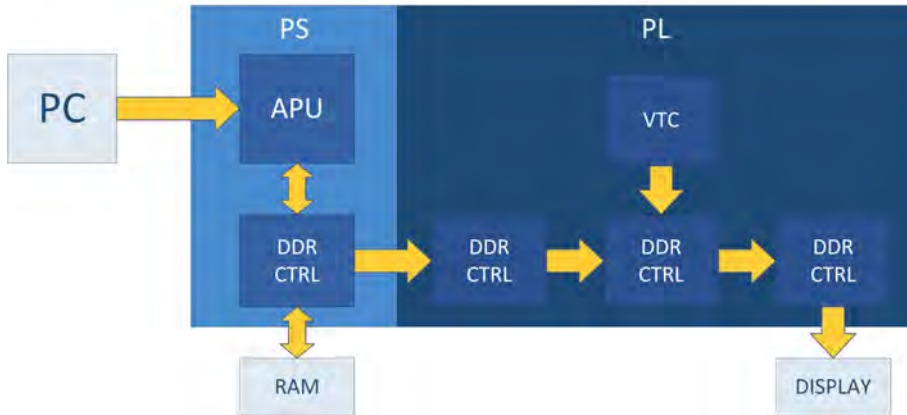 PS
PL
PC
APU
VTC
DDR
CTRL
DDR
CTRL
DDR
CTRL
DDR
CTRL
RAM
DISPLAY